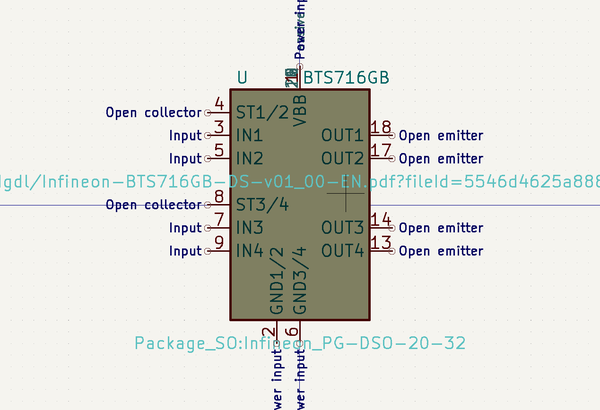 Power in
U BTS716GB
VBB
Open collector 4 ST1/2
Input 3 IN1 OUT1 18 Open emitter
Input 5 IN2 OUT2 17 Open emitter
gdl/Infineon-BTS716GB-DS-v01_00-EN.pdf?fileId=5546d4625a888
Open collector 8 ST3/4
Input 7 IN3 OUT3 14 Open emitter
Input 9 IN4 OUT4 13 Open emitter
GND1/2 GND3/4
2 6
Package_SO:Infineon_PG-DSO-20-32
wer input wer input